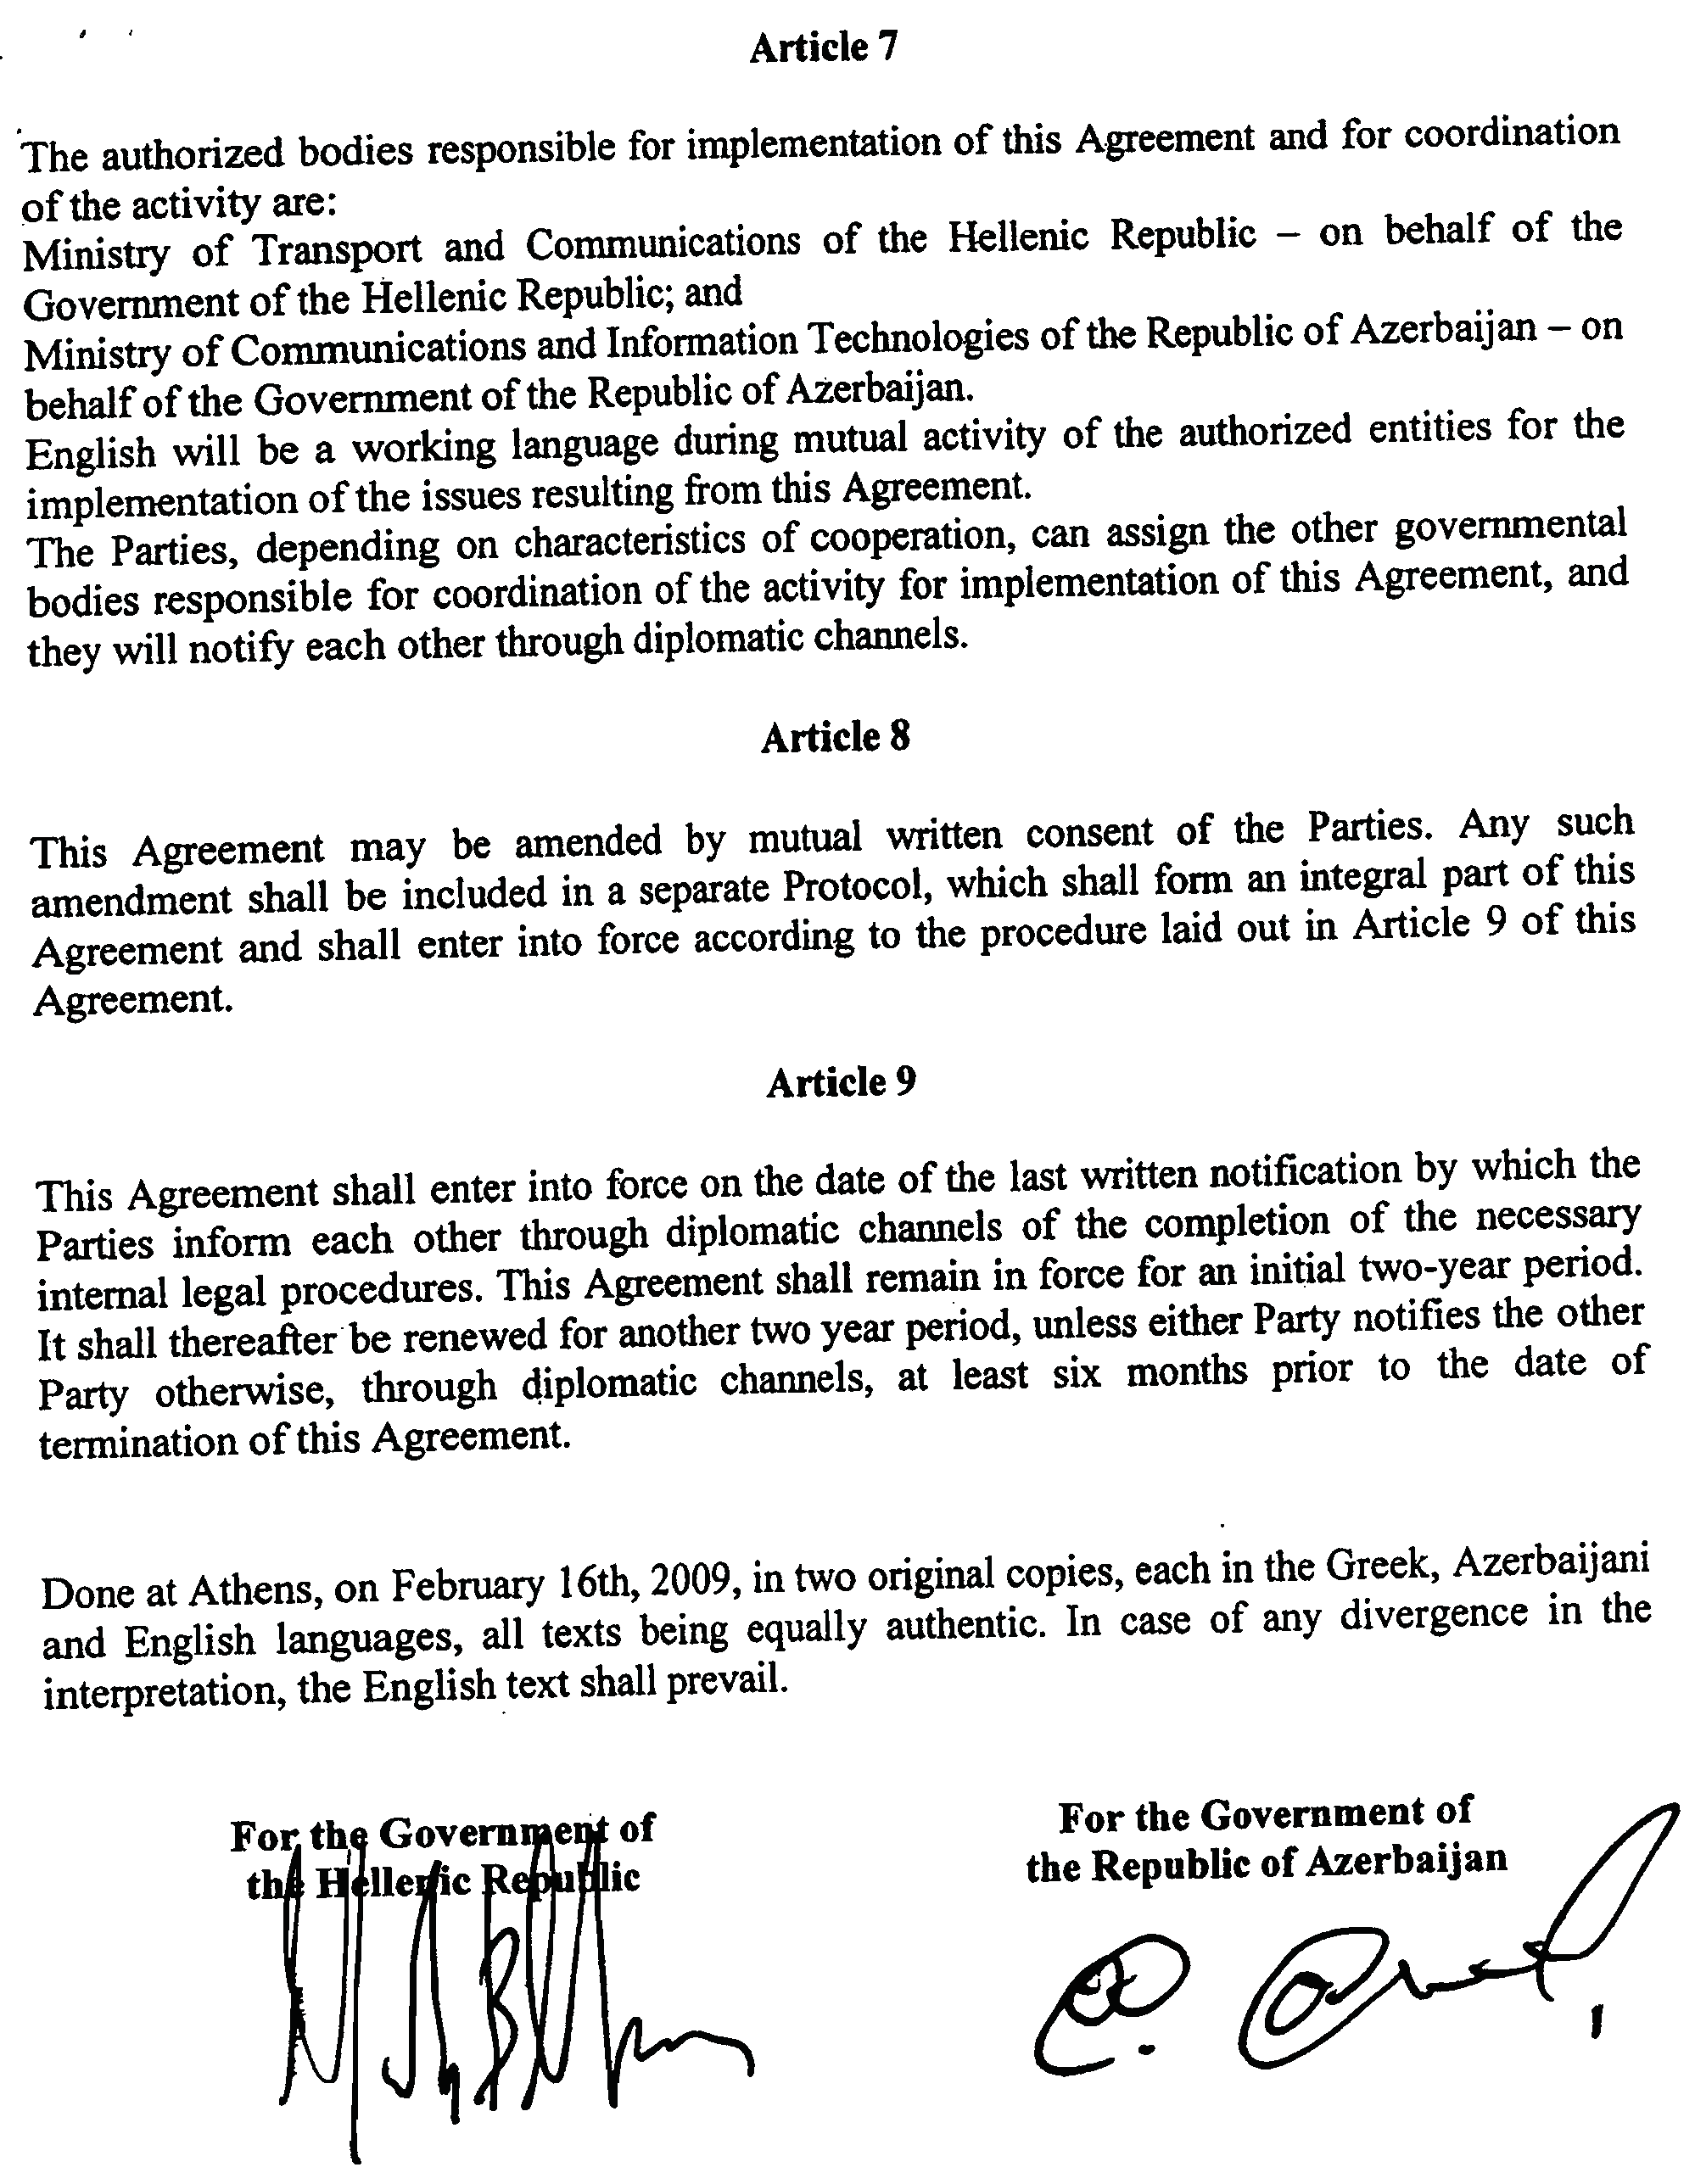 Article 7
The authorized bodies responsible for implementation of this Agreement and for coordination
of the activity are:
Ministry of Transport and Communications of the Hellenic Republic – on behalf of the
Government of the Hellenic Republic; and
Ministry of Communications and Information Technologies of the Republic of Azerbaijan – on
behalf of the Government of the Republic of Azerbaijan.
English will be a working language during mutual activity of the authorized entities for the
implementation of the issues resulting from this Agreement.
The Parties, depending on characteristics of cooperation, can assign the other governmental
bodies responsible for coordination of the activity for implementation of this Agreement, and
they will notify each other through diplomatic channels.
Article 8
This Agreement may be amended by mutual written consent of the Parties. Any such
amendment shall be included in a separate Protocol, which shall form an integral part of this
Agreement and shall enter into force according to the procedure laid out in Article 9 of this
Agreement.
Article 9
This Agreement shall enter into force on the date of the last written notification by which the
Parties inform each other through diplomatic channels of the completion of the necessary
internal legal procedures. This Agreement shall remain in force for an initial two-year period.
It shall thereafter be renewed for another two year period, unless either Party notifies the other
Party otherwise, through diplomatic channels, at least six months prior to the date of
termination of this Agreement.
Done at Athens, on February 16th, 2009, in two original copies, each in the Greek, Azerbaijani
and English languages, all texts being equally authentic. In case of any divergence in the
interpretation, the English text shall prevail.
For the Government of
the Hellenic Republic
For the Government of
the Republic of Azerbaijan